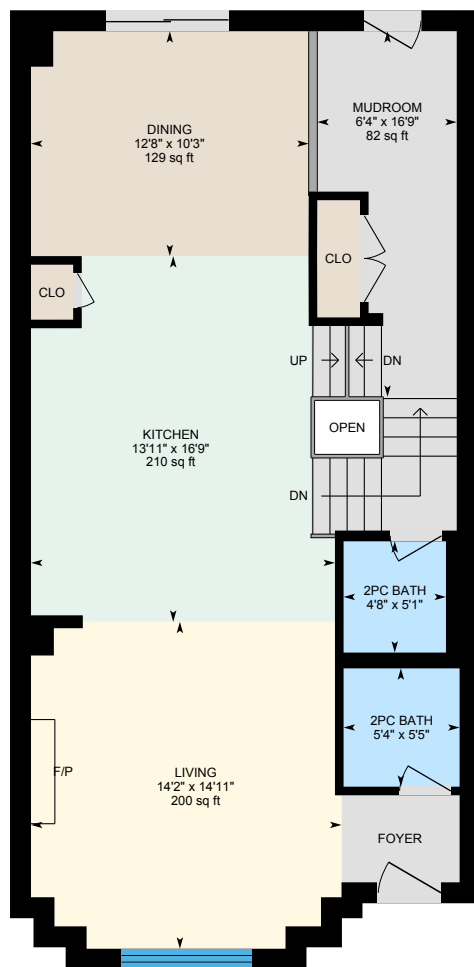 MUDROOM
6'4" x 16'9"
82 sq ft
DINING
12'8" x 10'3"
129 sq ft
CLO
CLO
UP
DN
OPEN
KITCHEN
13'11" x 16'9"
210 sq ft
DN
2PC BATH
4'8" x 5'1"
2PC BATH
5'4" x 5'5"
F/P
LIVING
14'2" x 14'11"
200 sq ft
FOYER